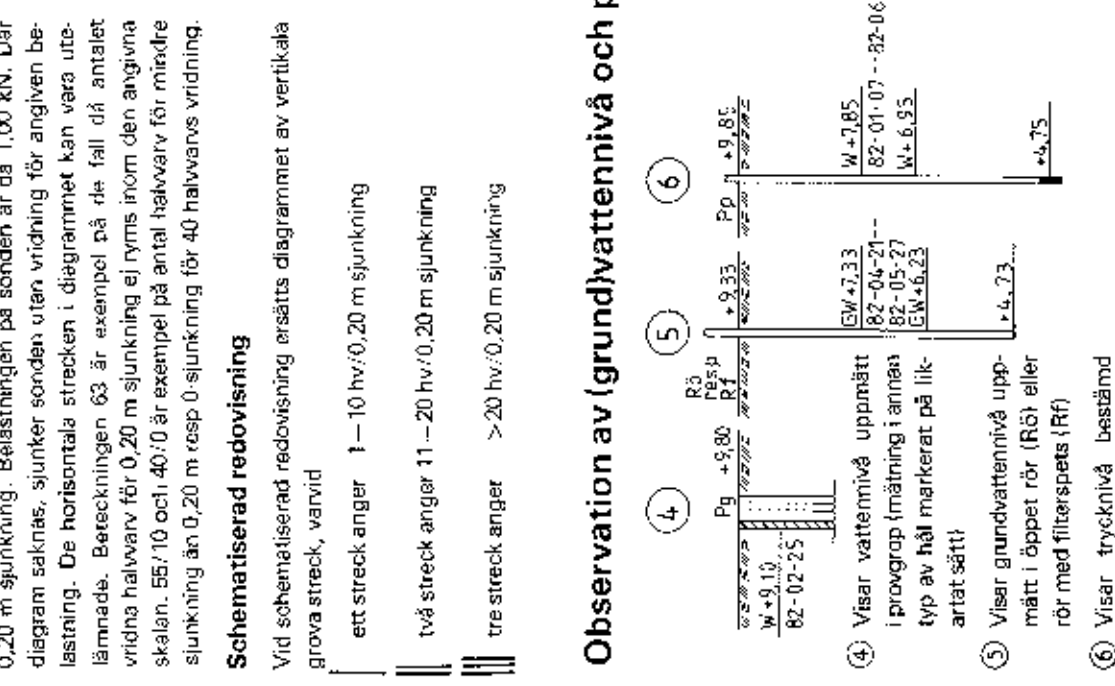 0,20 m sjunkning. Belastningen på sonden är då 1,00 kN. Där
diagram saknas, sjunker sonden utan vridning för angiven be-
lastning. De horisontala strecken i diagrammet kan vara ute-
lämnade. Beteckningen 63 är exempel på de fall då antalet
vridna halvvarv för 0,20 m sjunkning ej ryms inom den angivna
skalan. 55/10 och 40/0 är exempel på antal halvvarv för mindre
sjunkning än 0,20 m resp 0-sjunkning för 40 halvvarvs vridning.
Schematiserad redovisning
Vid schematiserad redovisning ersätts diagrammet av vertikala
grova streck, varvid
ett streck anger 1–10 hv/0,20 m sjunkning
två streck anger 11–20 hv/0,20 m sjunkning
tre streck anger >20 hv/0,20 m sjunkning
Observation av (grund)vattennivå och
4
Pg +9,80
W+9,10
82-02-25
5
Rö
resp
Rf
+9,33
GW+7,33
82-04-21--
82-05-27
GW+6,23
+4,73
6
Pp +9,85
W+7,85
82-01-07--82-06
W+6,95
+4,75
4 Visar vattennivå uppmätt
i provgrop (mätning i annan
typ av hål markerat på lik-
artat sätt)
5 Visar grundvattennivå upp-
mätt i öppet rör (Rö) eller
rör med filterspets (Rf)
6 Visar trycknivå bestämd